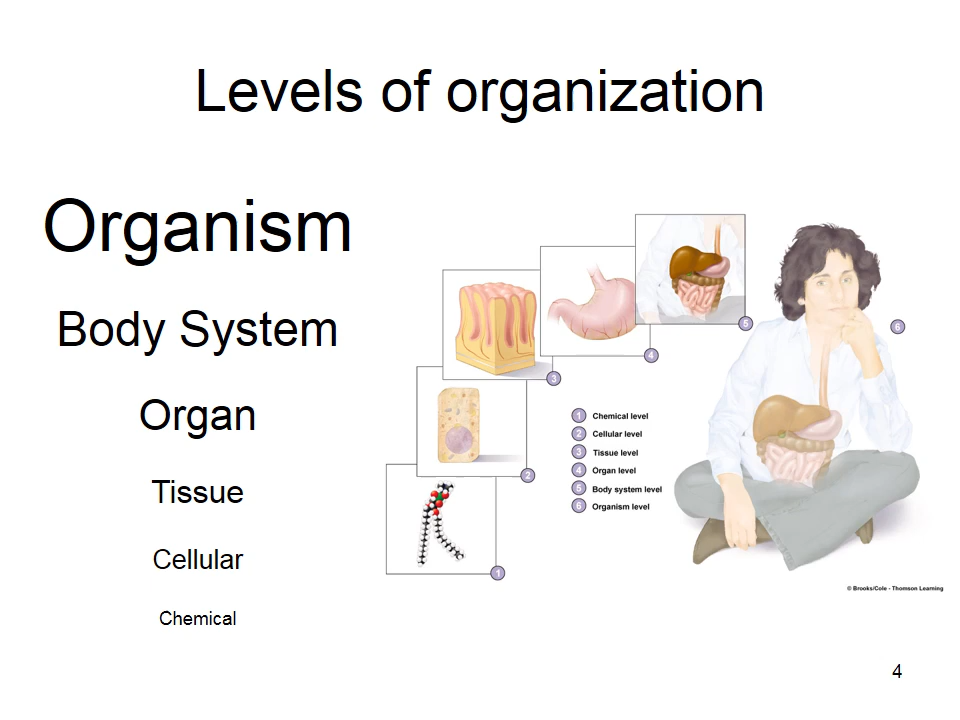 Levels of organization
Organism
Body System
Organ
Tissue
Cellular
Chemical
5
6
4
3
2
1
1 Chemical level
2 Cellular level
3 Tissue level
4 Organ level
5 Body system level
6 Organism level
© Brooks/Cole - Thomson Learning
4